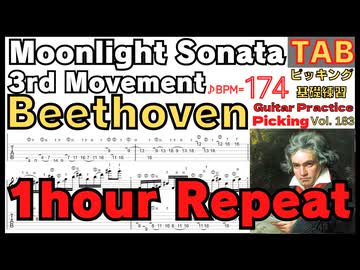 Moonlight Sonata TAB
3rd Movement ♪BPM=174 ピッキング
基礎練習
Beethoven Guitar Practice
Picking Vol. 183
1hour Repeat